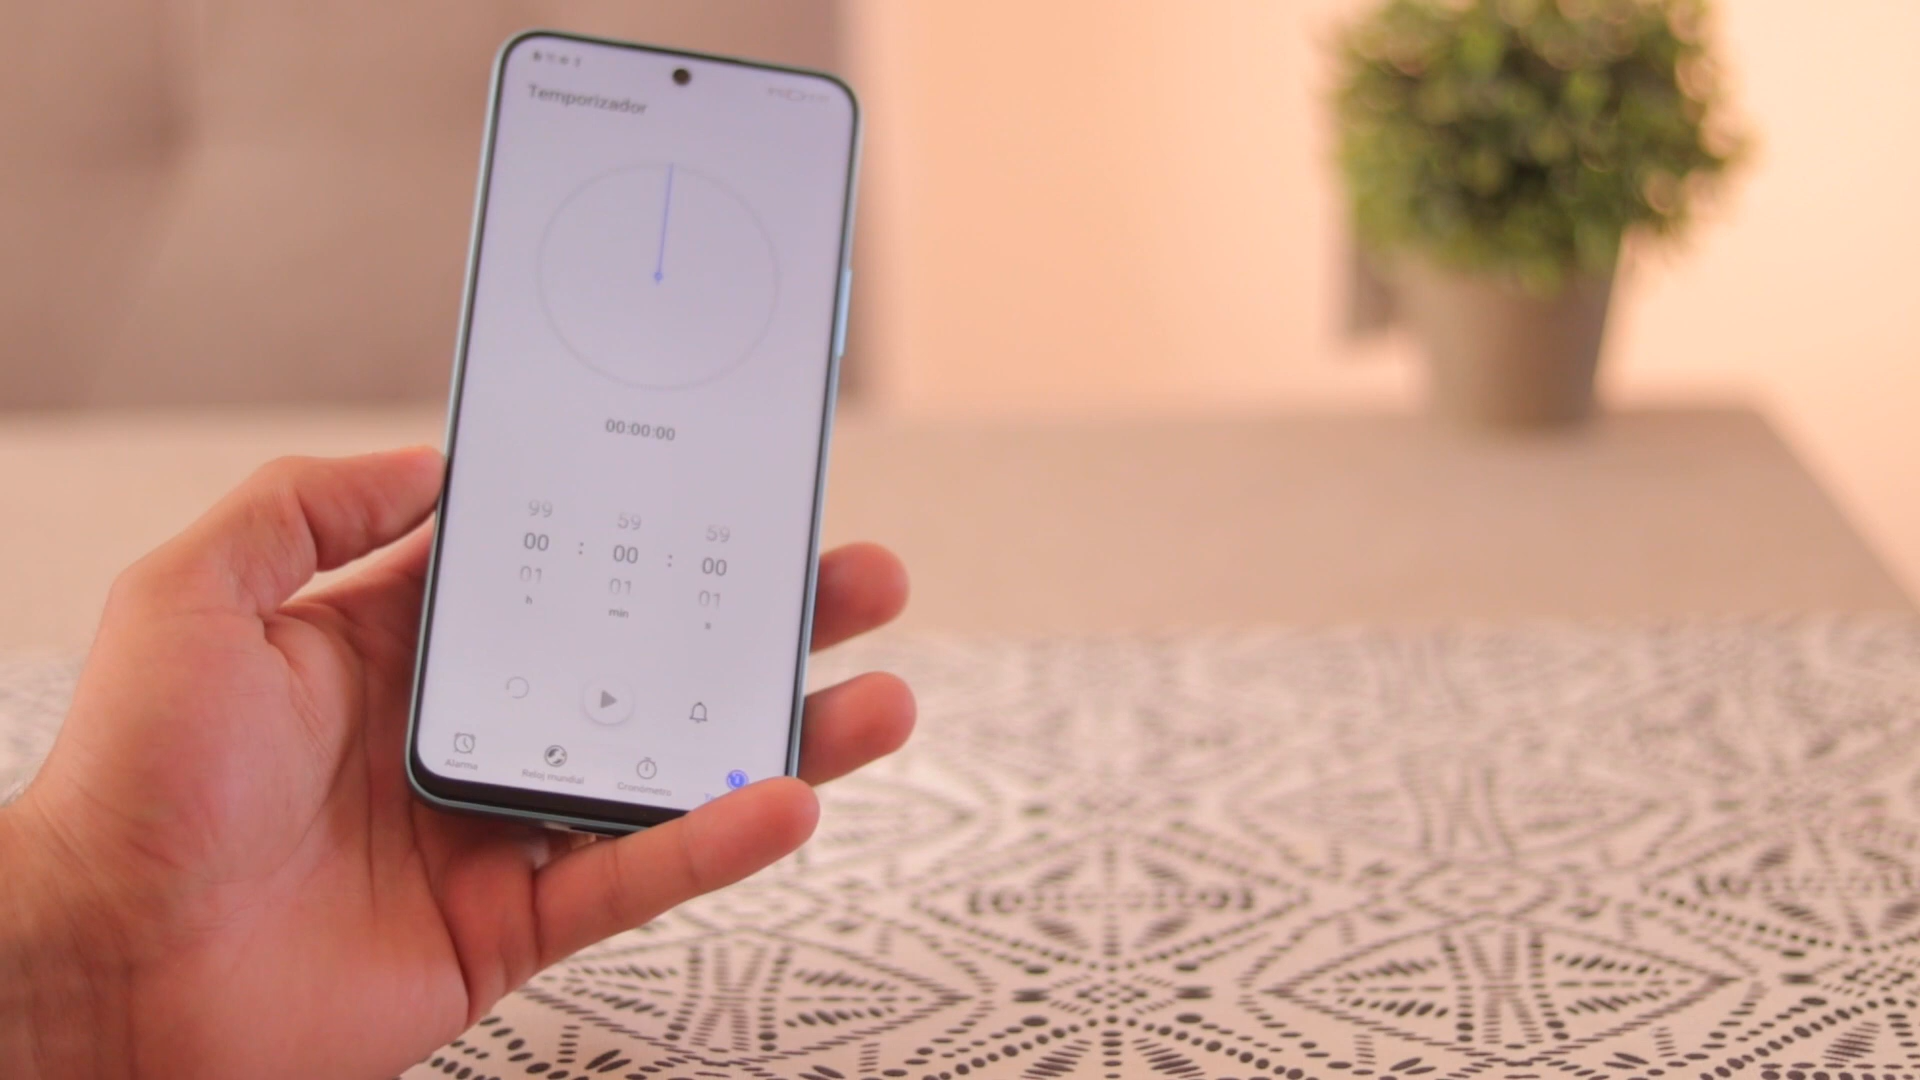 Temporizador
00:00:00
99 59 59
00 : 00 : 00
01 01 01
h min s
Alarma Reloj mundial Cronómetro